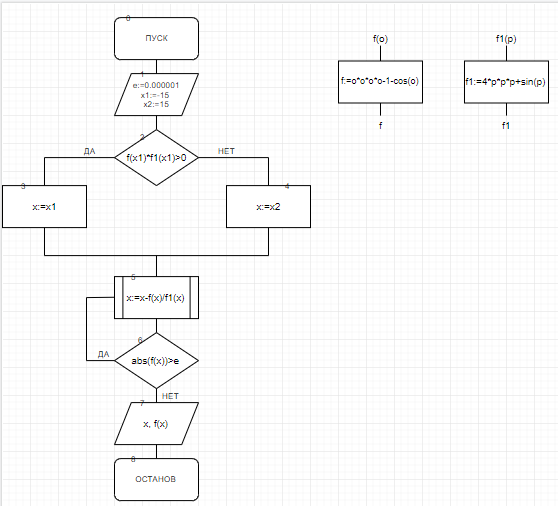 0
ПУСК
1
e:=0.000001
x1:=-15
x2:=15
2
f(x1)*f1(x1)>0
ДА
НЕТ
3
x:=x1
4
x:=x2
5
x:=x-f(x)/f1(x)
6
abs(f(x))>e
ДА
НЕТ
7
x, f(x)
8
ОСТАНОВ
f(o)
f:=o*o*o*o-1-cos(o)
f
f1(p)
f1:=4*p*p*p+sin(p)
f1